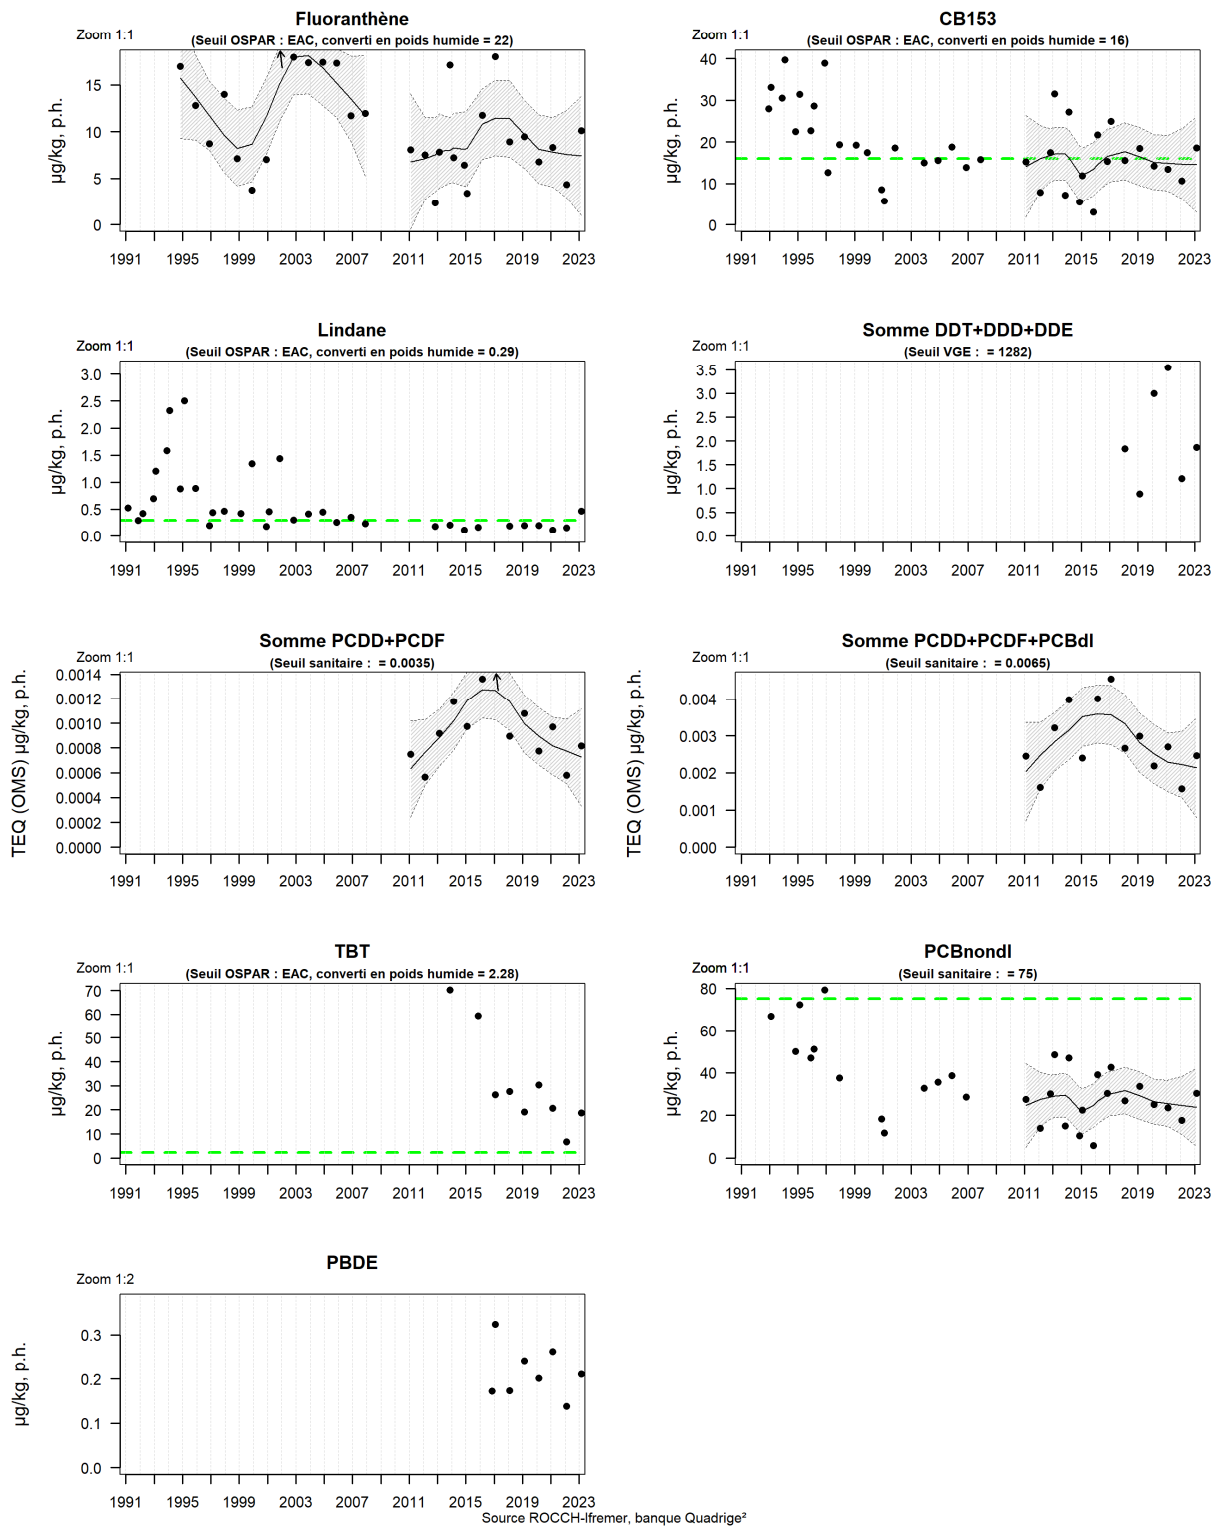 Fluoranthène
Zoom 1:1
(Seuil OSPAR : EAC, converti en poids humide = 22)
µg/kg, p.h.
15
10
5
0
1991 1995 1999 2003 2007 2011 2015 2019 2023
CB153
Zoom 1:1
(Seuil OSPAR : EAC, converti en poids humide = 16)
µg/kg, p.h.
40
30
20
10
0
1991 1995 1999 2003 2007 2011 2015 2019 2023
Lindane
Zoom 1:1
(Seuil OSPAR : EAC, converti en poids humide = 0.29)
µg/kg, p.h.
3.0
2.5
2.0
1.5
1.0
0.5
0.0
1991 1995 1999 2003 2007 2011 2015 2019 2023
Somme DDT+DDD+DDE
Zoom 1:1
(Seuil VGE : = 1282)
µg/kg, p.h.
3.5
3.0
2.5
2.0
1.5
1.0
0.5
0.0
1991 1995 1999 2003 2007 2011 2015 2019 2023
Somme PCDD+PCDF
Zoom 1:1
(Seuil sanitaire : = 0.0035)
TEQ (OMS) µg/kg, p.h.
0.0014
0.0012
0.0010
0.0008
0.0006
0.0004
0.0002
0.0000
1991 1995 1999 2003 2007 2011 2015 2019 2023
Somme PCDD+PCDF+PCBdl
Zoom 1:1
(Seuil sanitaire : = 0.0065)
TEQ (OMS) µg/kg, p.h.
0.004
0.003
0.002
0.001
0.000
1991 1995 1999 2003 2007 2011 2015 2019 2023
TBT
Zoom 1:1
(Seuil OSPAR : EAC, converti en poids humide = 2.28)
µg/kg, p.h.
70
60
50
40
30
20
10
0
1991 1995 1999 2003 2007 2011 2015 2019 2023
PCBnondl
Zoom 1:1
(Seuil sanitaire : = 75)
µg/kg, p.h.
80
60
40
20
0
1991 1995 1999 2003 2007 2011 2015 2019 2023
PBDE
Zoom 1:2
µg/kg, p.h.
0.3
0.2
0.1
0.0
1991 1995 1999 2003 2007 2011 2015 2019 2023
Source ROCCH-Ifremer, banque Quadrige²